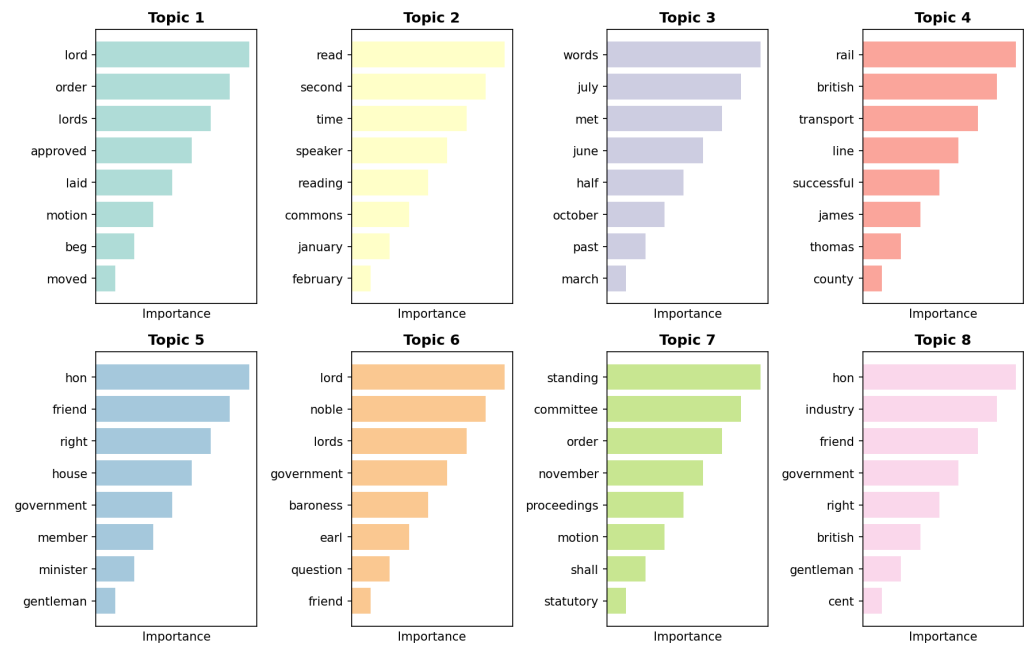 Topic 1
lord
order
lords
approved
laid
motion
beg
moved
Importance
Topic 2
read
second
time
speaker
reading
commons
january
february
Importance
Topic 3
words
july
met
june
half
october
past
march
Importance
Topic 4
rail
british
transport
line
successful
james
thomas
county
Importance
Topic 5
hon
friend
right
house
government
member
minister
gentleman
Importance
Topic 6
lord
noble
lords
government
baroness
earl
question
friend
Importance
Topic 7
standing
committee
order
november
proceedings
motion
shall
statutory
Importance
Topic 8
hon
industry
friend
government
right
british
gentleman
cent
Importance